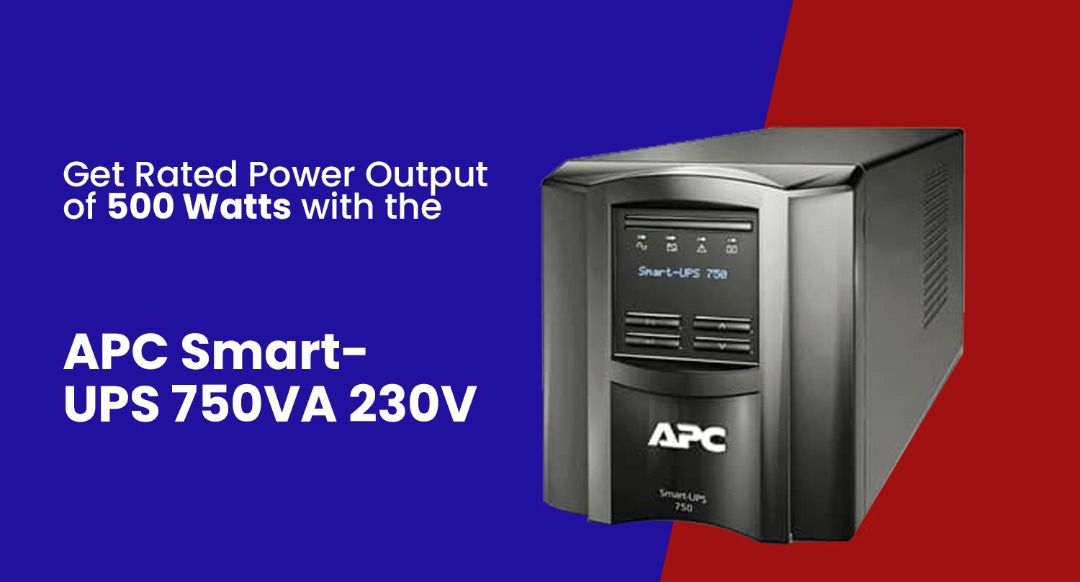 Get Rated Power Output
of 500 Watts with the
APC Smart-
UPS 750VA 230V
Smart-UPS 750
APC
Smart-UPS
750